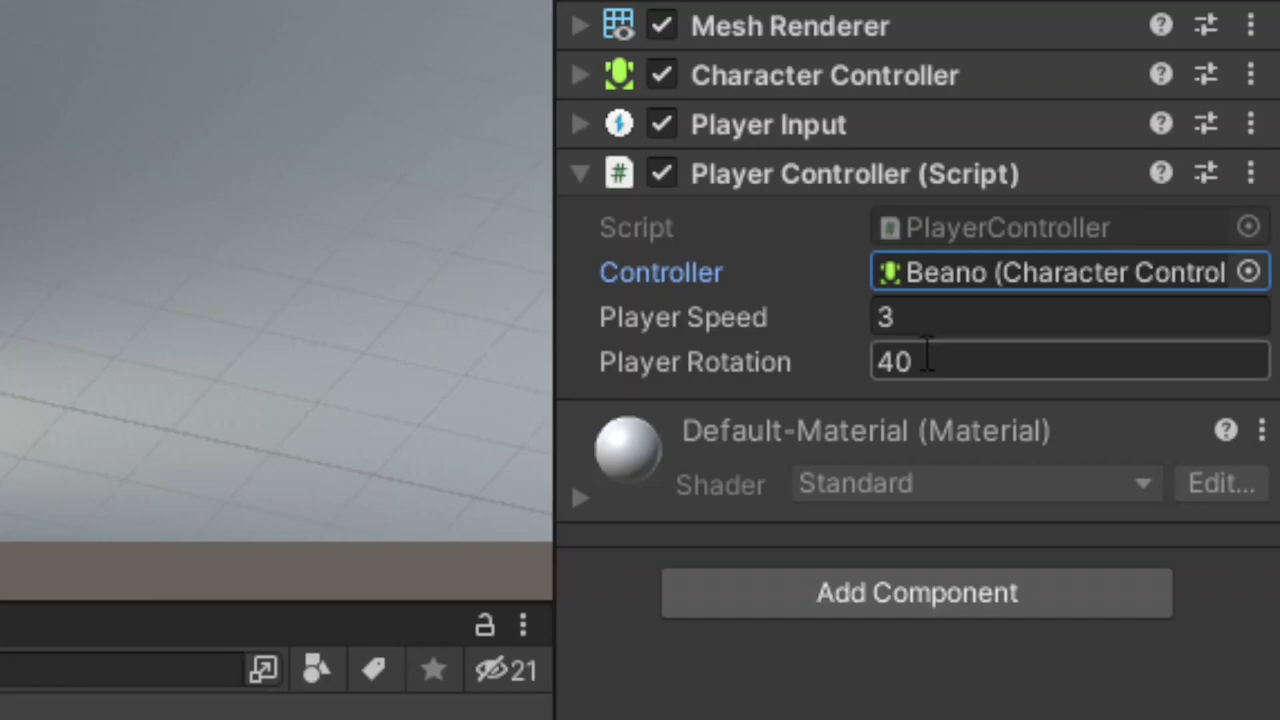 Mesh Renderer
Character Controller
Player Input
# Player Controller (Script)
Script # PlayerController
Controller Beano (Character Control
Player Speed 3
Player Rotation 40
Default-Material (Material)
Shader Standard Edit...
Add Component
21